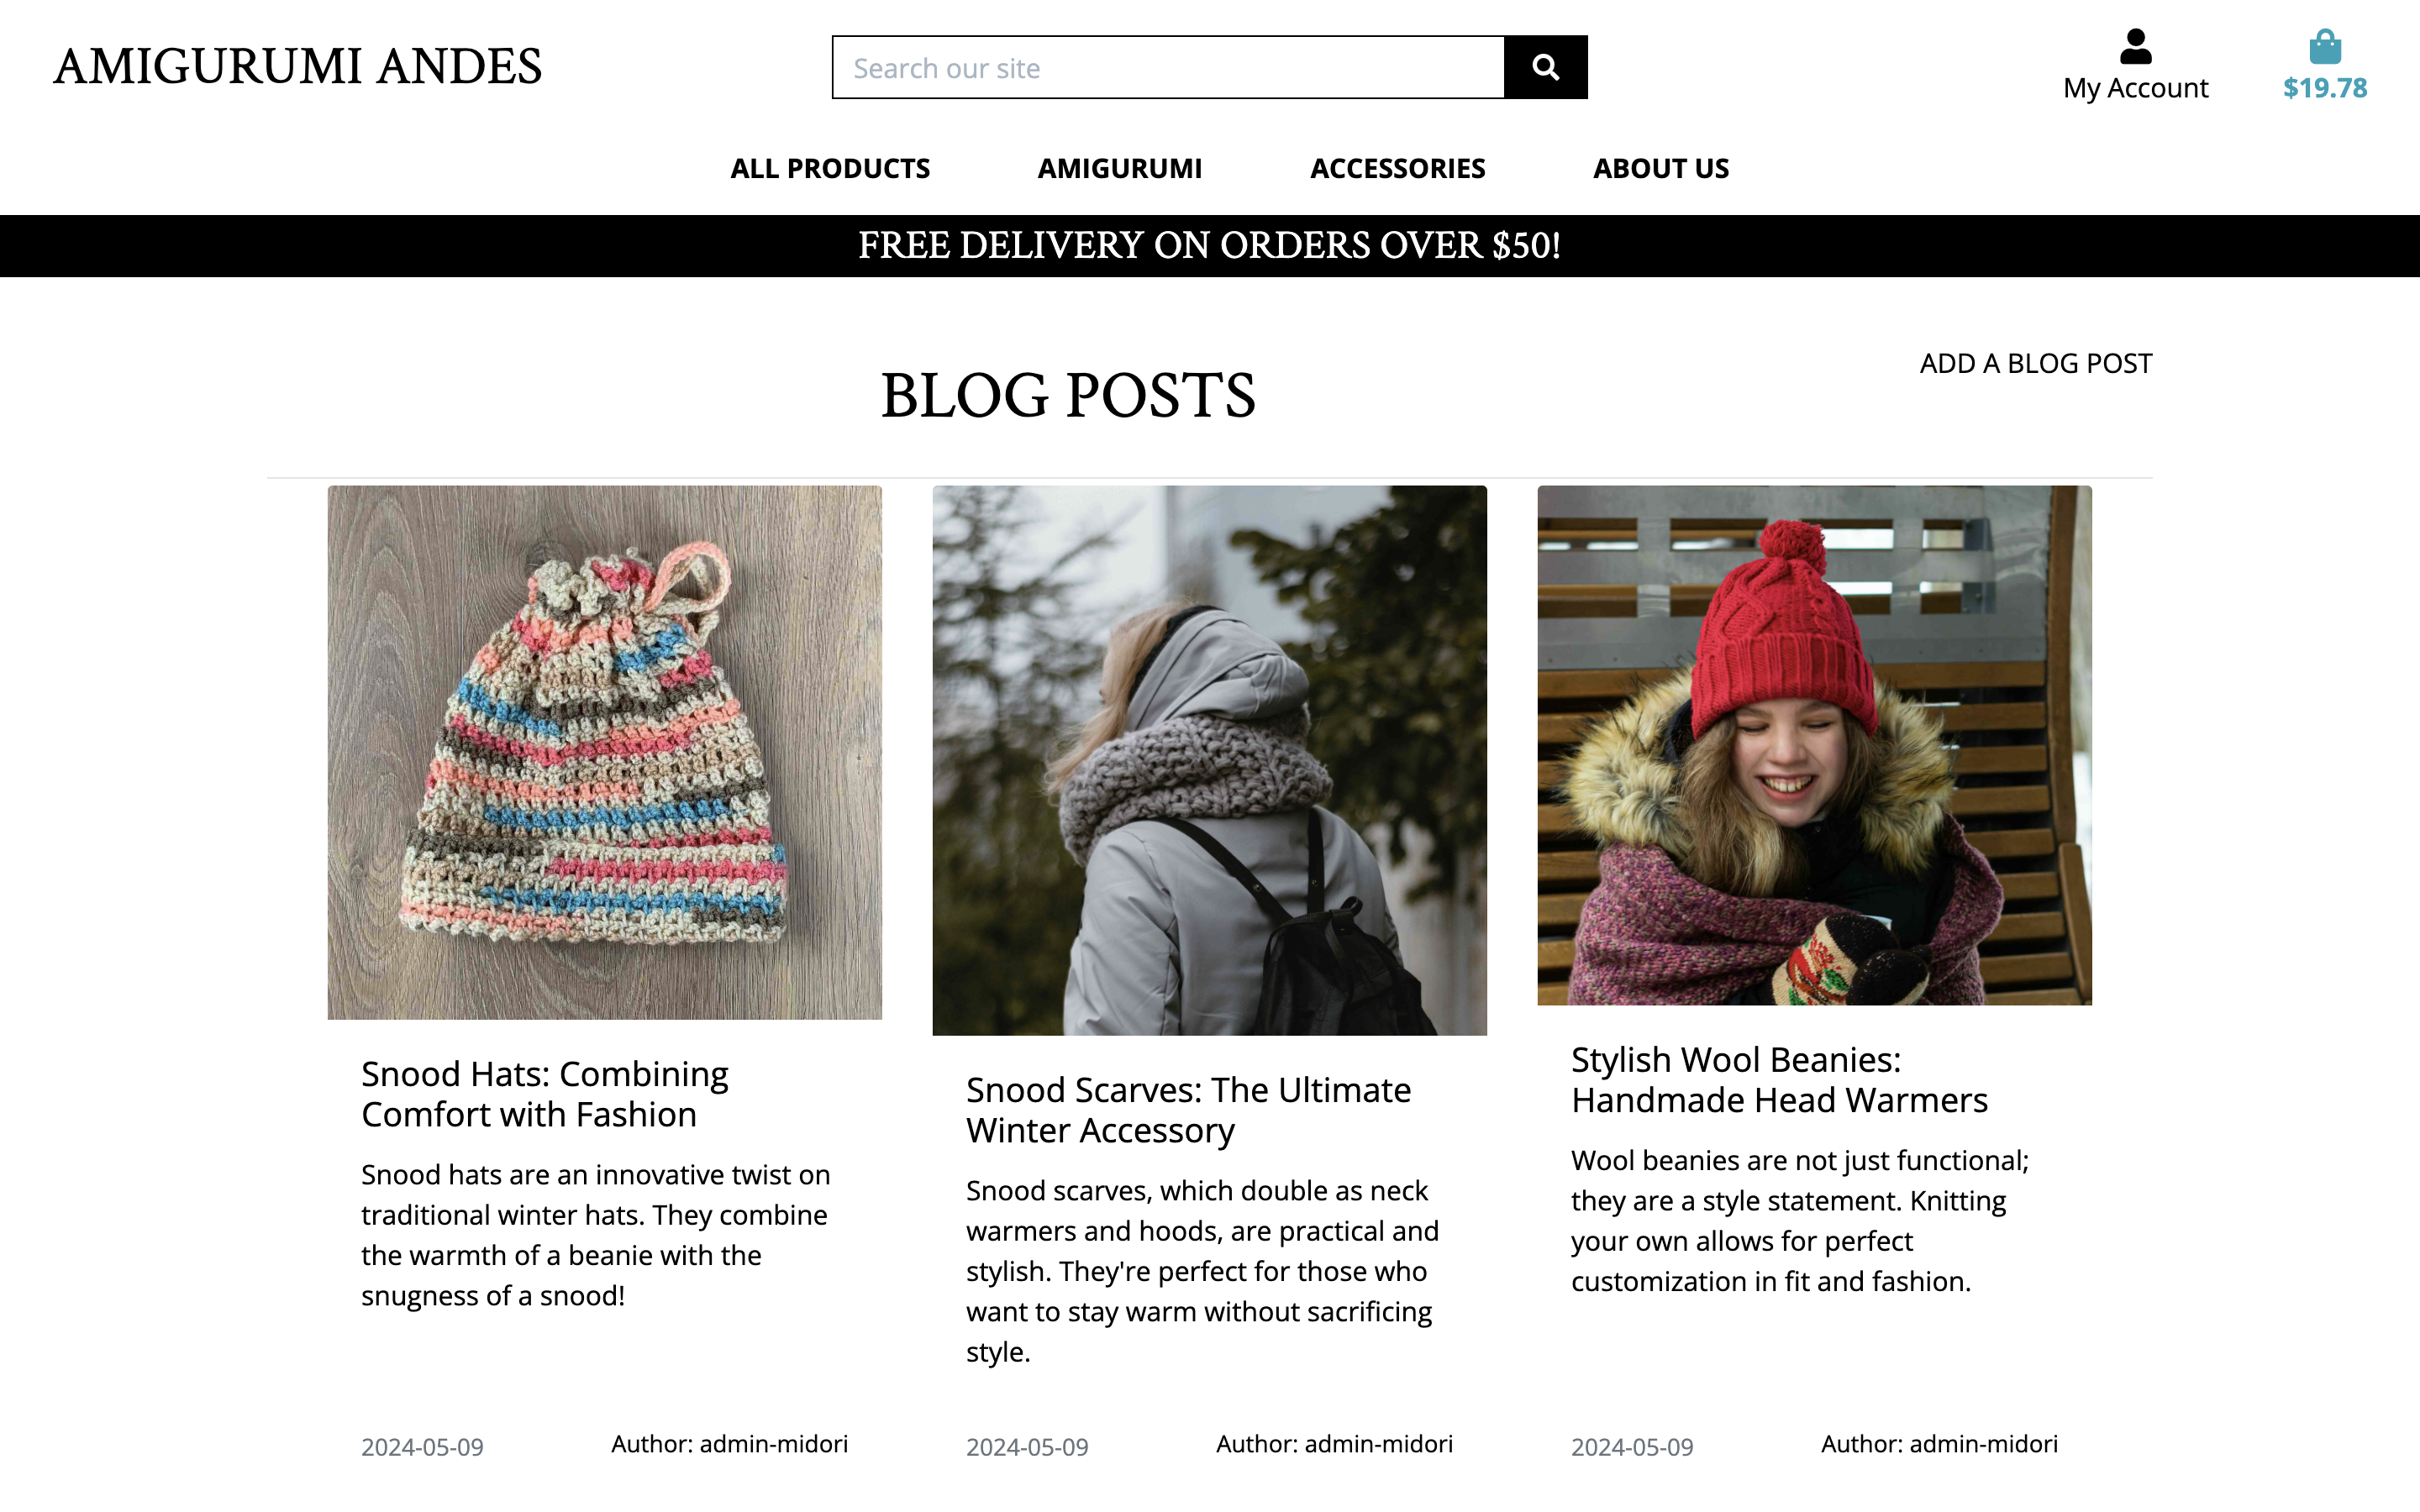 AMIGURUMI ANDES
Search our site
My Account
$19.78
ALL PRODUCTS
AMIGURUMI
ACCESSORIES
ABOUT US
FREE DELIVERY ON ORDERS OVER $50!
BLOG POSTS
ADD A BLOG POST
Snood Hats: Combining
Comfort with Fashion
Snood hats are an innovative twist on
traditional winter hats. They combine
the warmth of a beanie with the
snugness of a snood!
2024-05-09
Author: admin-midori
Snood Scarves: The Ultimate
Winter Accessory
Snood scarves, which double as neck
warmers and hoods, are practical and
stylish. They're perfect for those who
want to stay warm without sacrificing
style.
2024-05-09
Author: admin-midori
Stylish Wool Beanies:
Handmade Head Warmers
Wool beanies are not just functional;
they are a style statement. Knitting
your own allows for perfect
customization in fit and fashion.
2024-05-09
Author: admin-midori